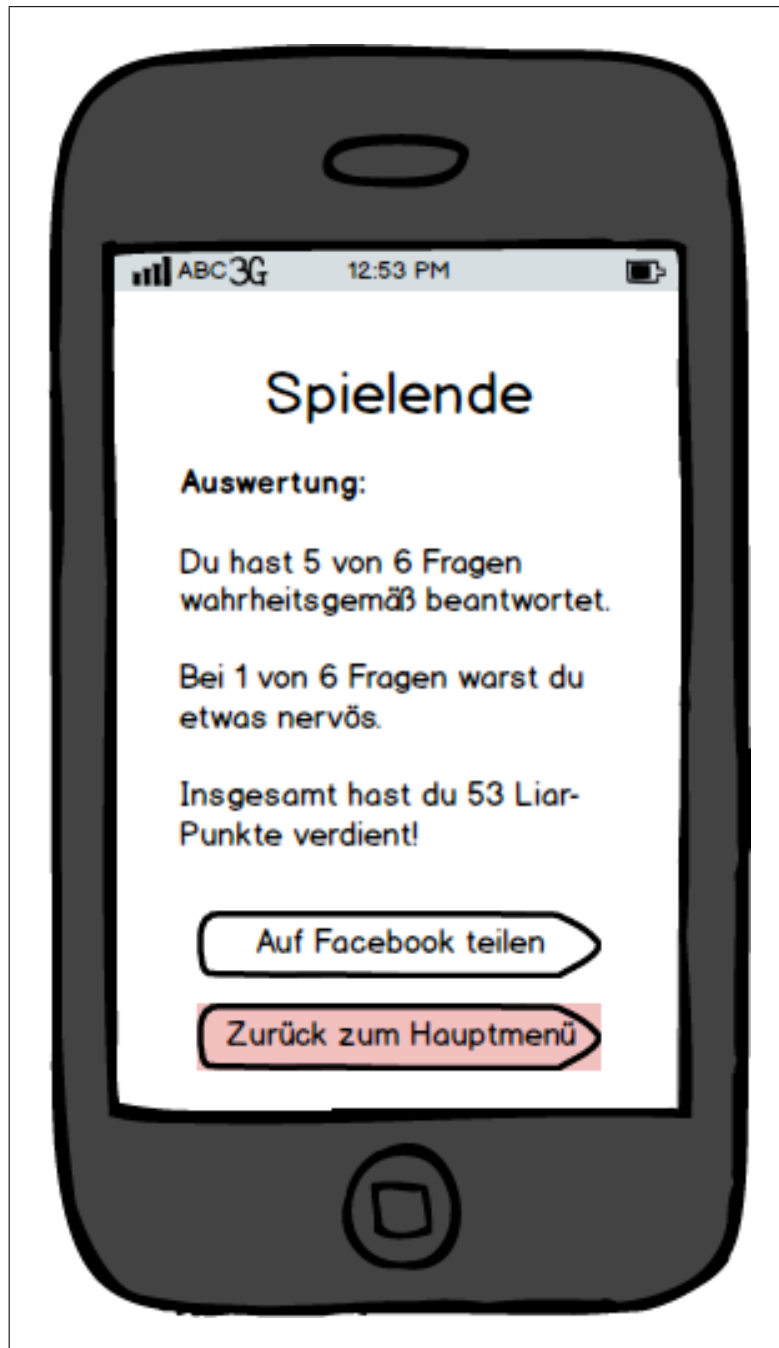 ABC 3G 12:53 PM
Spielende
Auswertung:
Du hast 5 von 6 Fragen
wahrheitsgemäß beantwortet.
Bei 1 von 6 Fragen warst du
etwas nervös.
Insgesamt hast du 53 Liar-
Punkte verdient!
Auf Facebook teilen
Zurück zum Hauptmenü